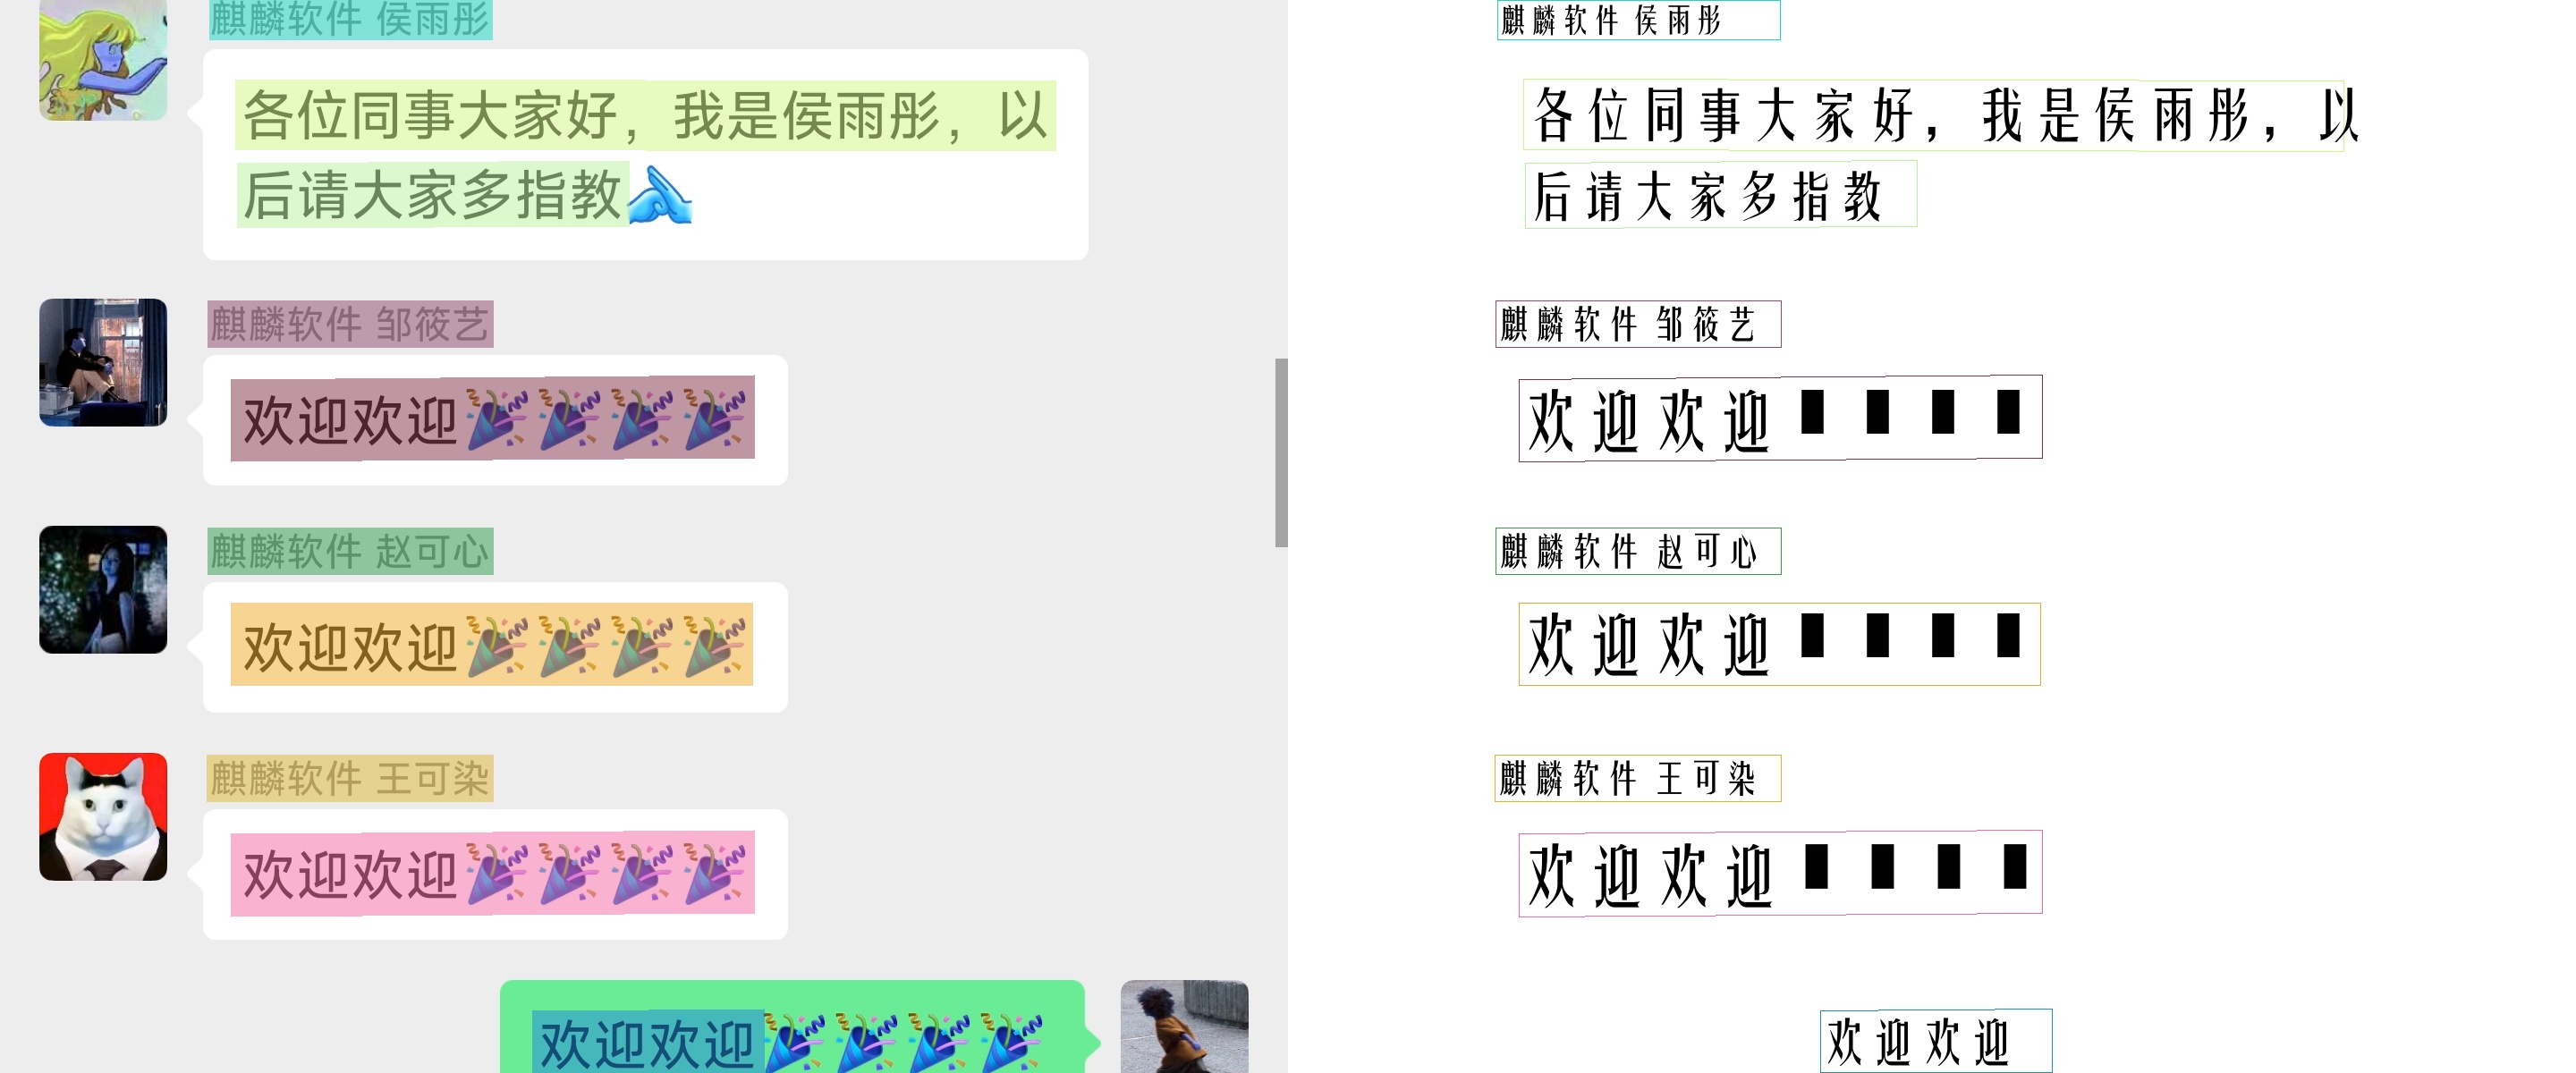 麒麟软件 侯雨彤
各位同事大家好，我是侯雨彤，以
后请大家多指教
麒麟软件 邹筱艺
欢迎欢迎🎉🎉🎉🎉
麒麟软件 赵可心
欢迎欢迎🎉🎉🎉🎉
麒麟软件 王可染
欢迎欢迎🎉🎉🎉🎉
欢迎欢迎🎉🎉🎉🎉
麒麟软件 侯雨彤
各位同事大家好，我是侯雨彤，以
后请大家多指教
麒麟软件 邹筱艺
欢迎欢迎
麒麟软件 赵可心
欢迎欢迎
麒麟软件 王可染
欢迎欢迎
欢迎欢迎